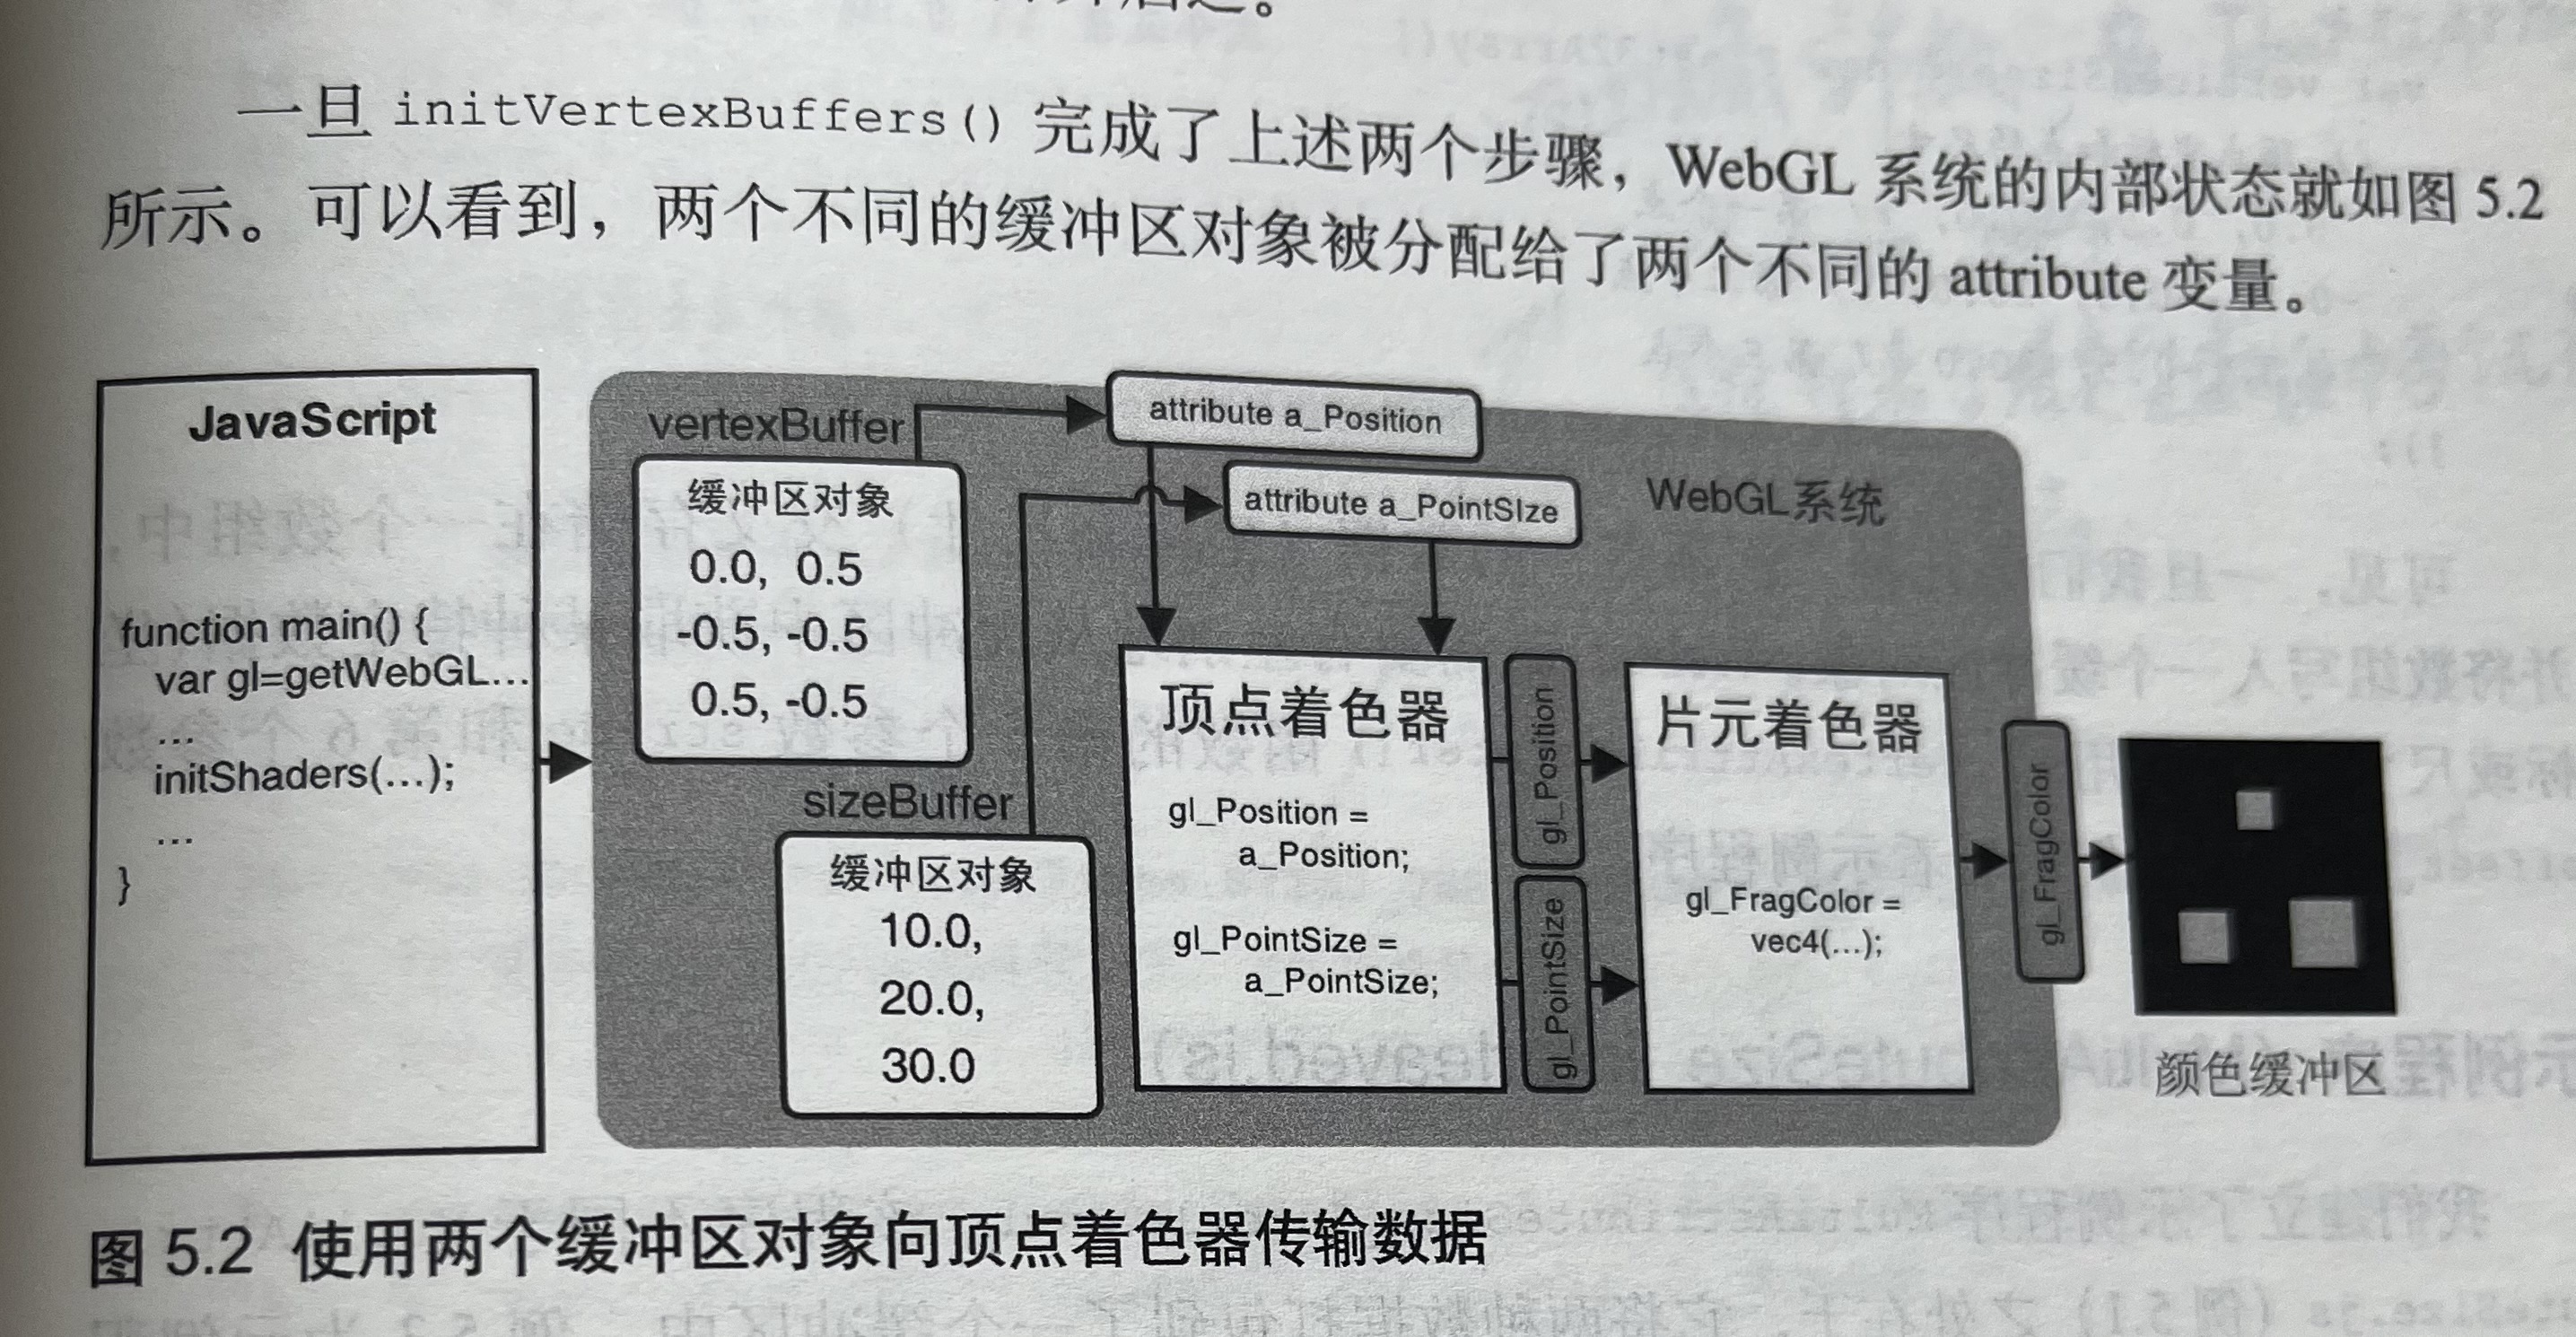 一旦 initVertexBuffers() 完成了上述两个步骤，WebGL 系统的内部状态就如图 5.2
所示。可以看到，两个不同的缓冲区对象被分配给了两个不同的 attribute 变量。
JavaScript
function main() {
var gl=getWebGL...
...
initShaders(...);
...
}
vertexBuffer
缓冲区对象
0.0, 0.5
-0.5, -0.5
0.5, -0.5
sizeBuffer
缓冲区对象
10.0,
20.0,
30.0
attribute a_Position
attribute a_PointSIze
WebGL系统
顶点着色器
gl_Position =
a_Position;
gl_PointSize =
a_PointSize;
gl_Position
gl_PointSize
片元着色器
gl_FragColor =
vec4(...);
gl_FragColor
颜色缓冲区
图 5.2 使用两个缓冲区对象向顶点着色器传输数据